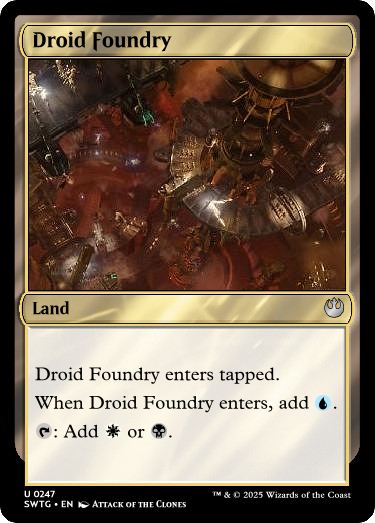 Droid Foundry
Land
Droid Foundry enters tapped.
When Droid Foundry enters, add .
: Add or .
U 0247
SWTG • EN Attack of the Clones
™ & © 2025 Wizards of the Coast